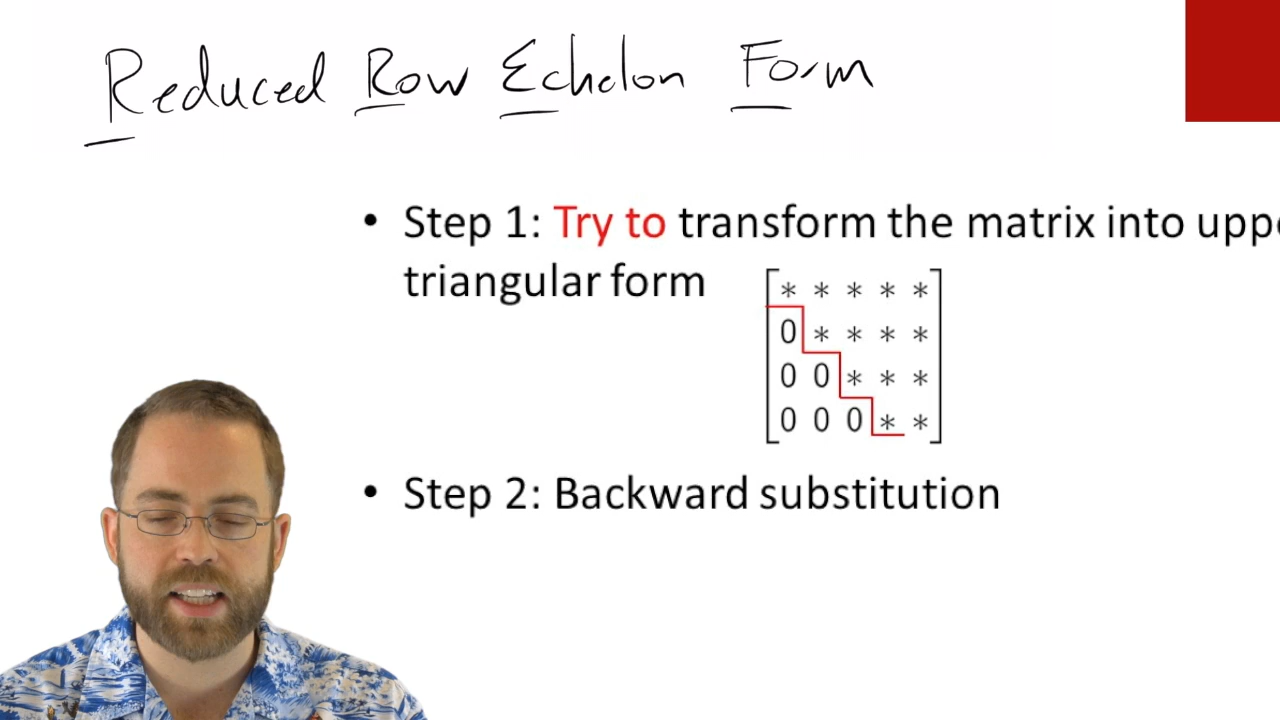 Reduced Row Echelon Form
• Step 1: Try to transform the matrix into
triangular form
* * * * *
0 * * * *
0 0 * * *
0 0 0 * *
• Step 2: Backward substitution